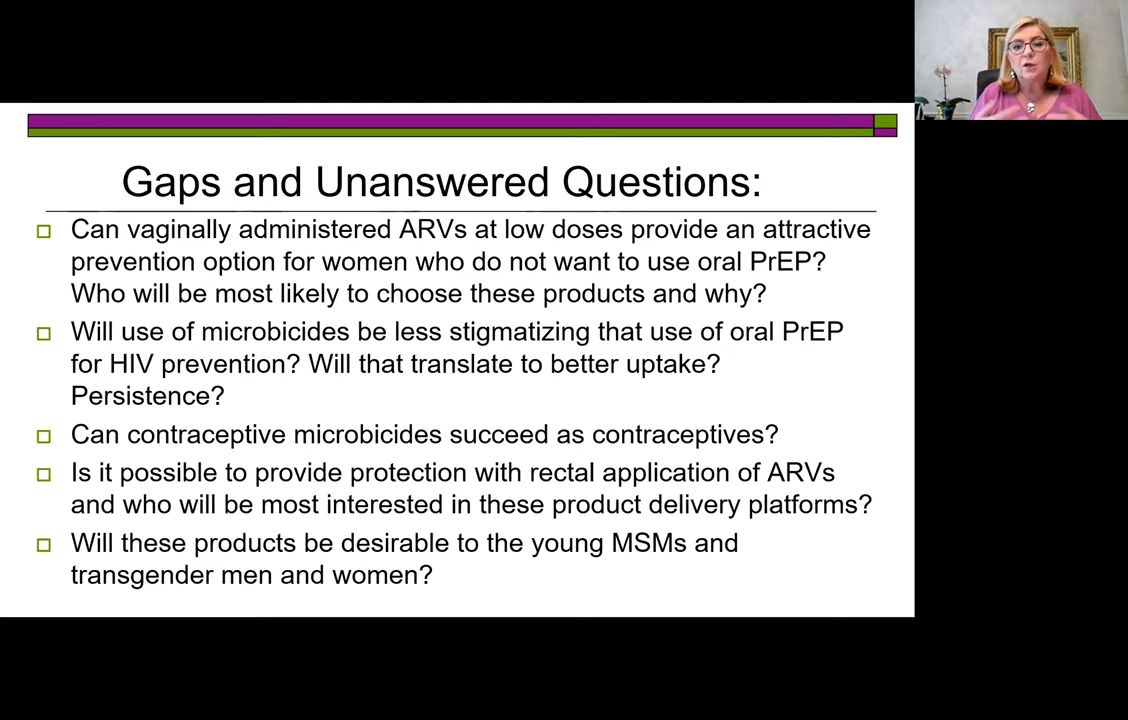 Gaps and Unanswered Questions:
Can vaginally administered ARVs at low doses provide an attractive
prevention option for women who do not want to use oral PrEP?
Who will be most likely to choose these products and why?
Will use of microbicides be less stigmatizing that use of oral PrEP
for HIV prevention? Will that translate to better uptake?
Persistence?
Can contraceptive microbicides succeed as contraceptives?
Is it possible to provide protection with rectal application of ARVs
and who will be most interested in these product delivery platforms?
Will these products be desirable to the young MSMs and
transgender men and women?